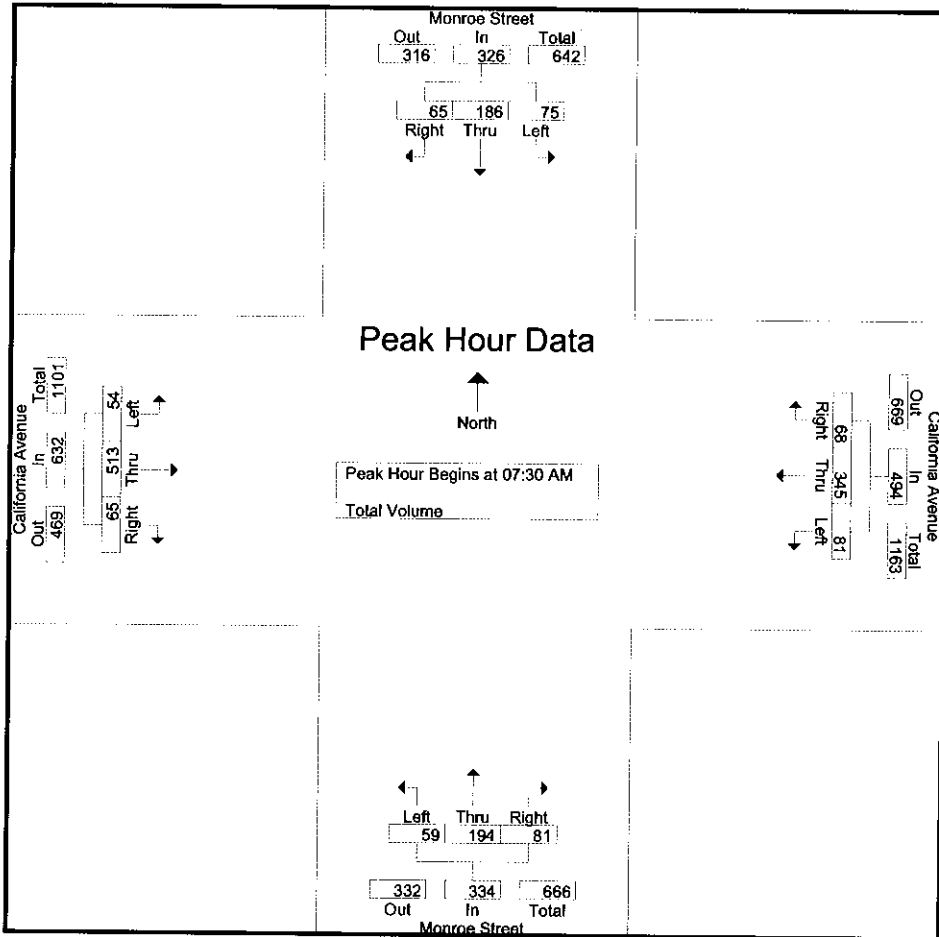 Monroe Street
Out In Total
316 326 642
65 186 75
Right Thru Left
Peak Hour Data
North
Peak Hour Begins at 07:30 AM
Total Volume
California Avenue
Out In Total
469 632 1101
65 513 54
Right Thru Left
California Avenue
Out In Total
669 494 1163
68 345 81
Right Thru Left
Left Thru Right
59 194 81
332 334 666
Out In Total
Monroe Street